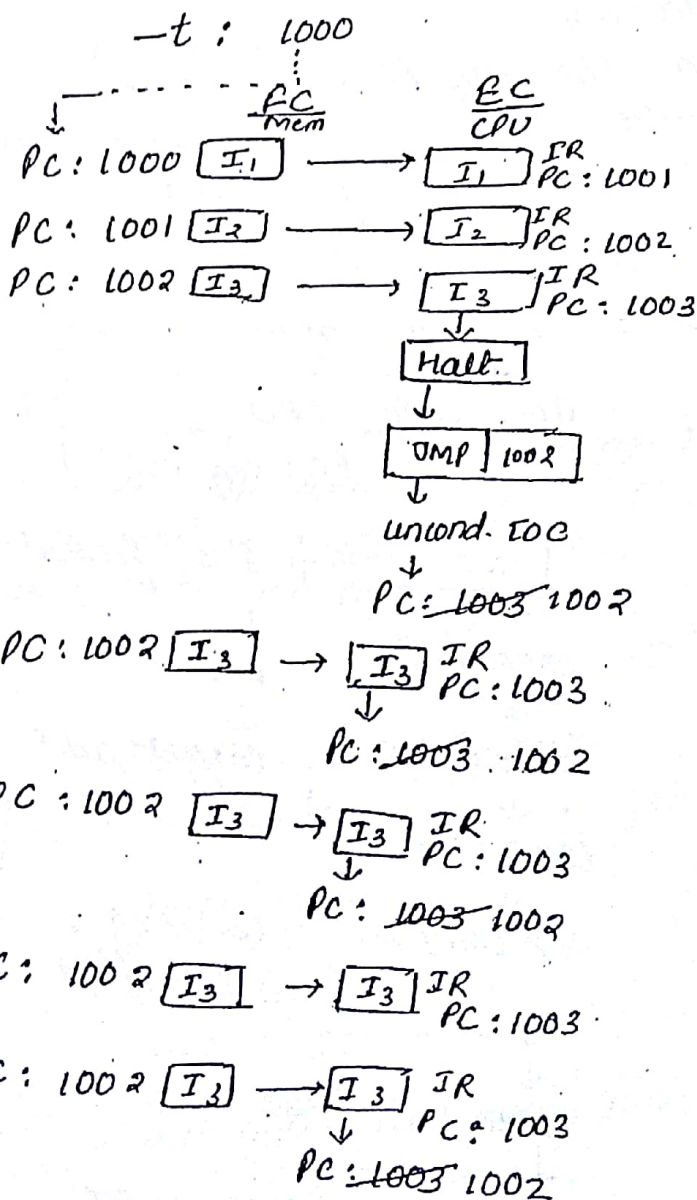 -t : 1000
FC EC
Mem CPU
PC: 1000 I1 → I1 IR
PC: 1001
PC: 1001 I2 → I2 IR
PC: 1002
PC: 1002 I3 → I3 IR
PC: 1003
Halt
JMP 1002
uncond. TOC
PC: 1003 1002
PC: 1002 I3 → I3 IR
PC: 1003
PC: 1003 1002
PC: 1002 I3 → I3 IR
PC: 1003
PC: 1003 1002
C: 1002 I3 → I3 IR
PC: 1003
C: 1002 I3 → I3 IR
PC: 1003
PC: 1003 1002